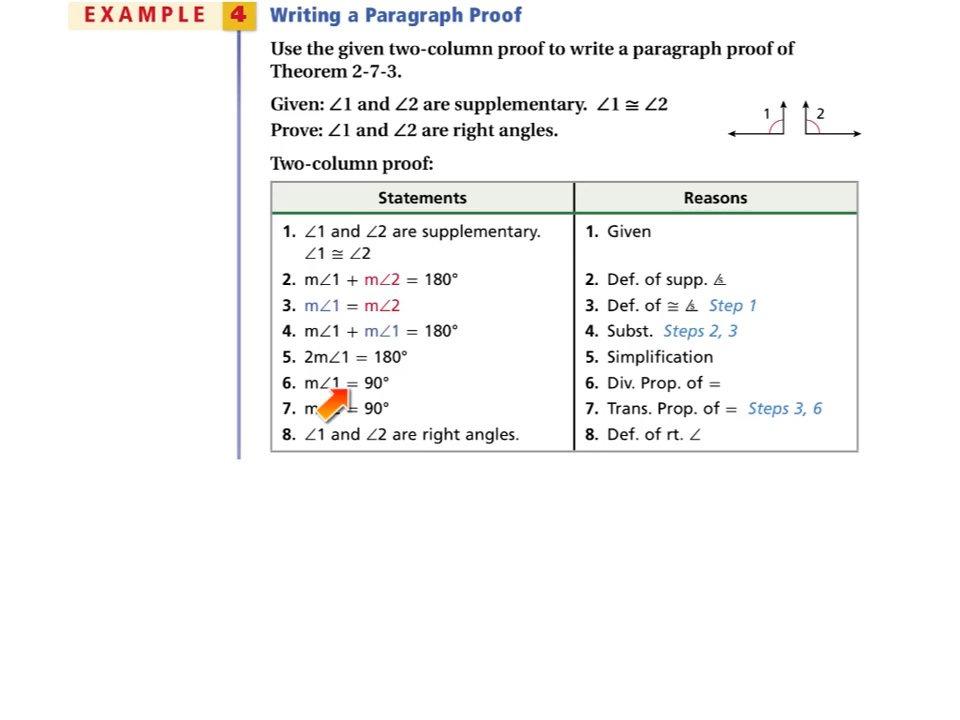 EXAMPLE 4 Writing a Paragraph Proof
Use the given two-column proof to write a paragraph proof of
Theorem 2-7-3.
Given: ∠1 and ∠2 are supplementary. ∠1 ≅ ∠2
Prove: ∠1 and ∠2 are right angles.
1 2
Two-column proof:
Statements Reasons
1. ∠1 and ∠2 are supplementary. 1. Given
∠1 ≅ ∠2
2. m∠1 + m∠2 = 180° 2. Def. of supp. ∡
3. m∠1 = m∠2 3. Def. of ≅ ∡ Step 1
4. m∠1 + m∠1 = 180° 4. Subst. Steps 2, 3
5. 2m∠1 = 180° 5. Simplification
6. m∠1 = 90° 6. Div. Prop. of =
7. m = 90° 7. Trans. Prop. of = Steps 3, 6
8. ∠1 and ∠2 are right angles. 8. Def. of rt. ∠